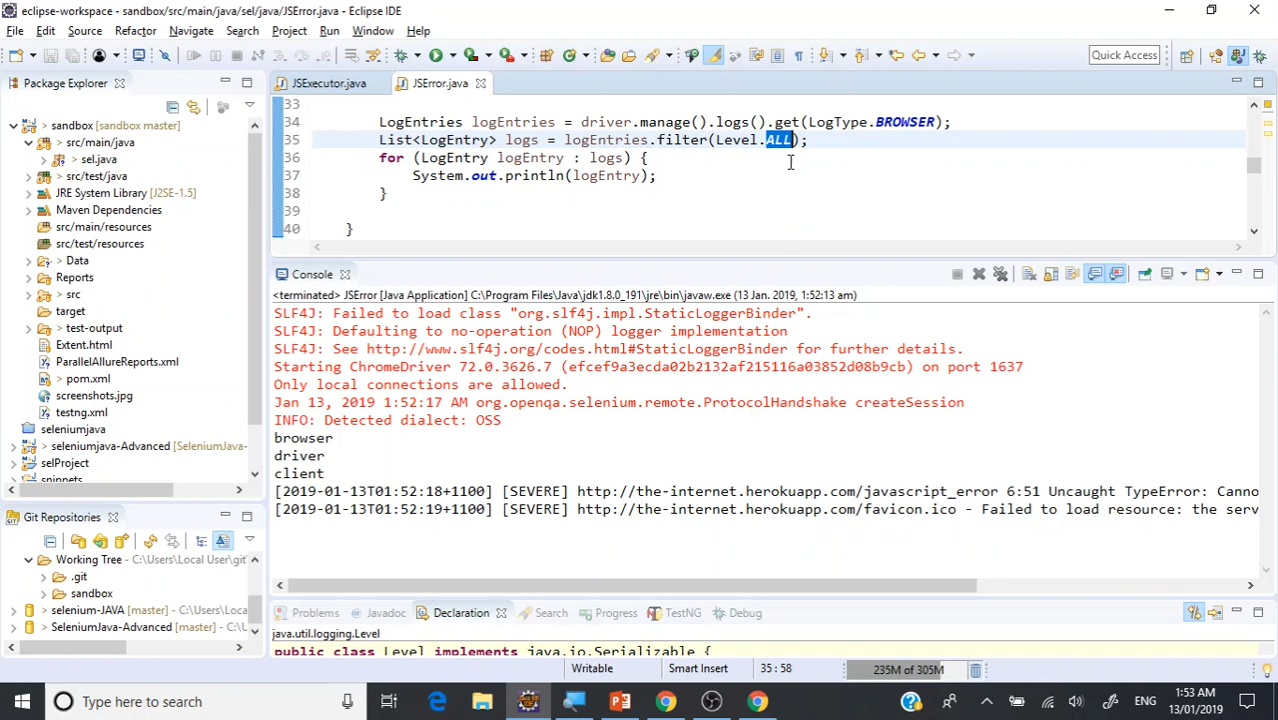 eclipse-workspace - sandbox/src/main/java/sel/java/JSError.java - Eclipse IDE
File Edit Source Refactor Navigate Search Project Run Window Help
Quick Access
Package Explorer
JSExecutor.java
JSError.java
sandbox [sandbox master]
> src/main/java
> sel.java
> src/test/java
JRE System Library [J2SE-1.5]
Maven Dependencies
src/main/resources
src/test/resources
> Data
Reports
> src
target
> test-output
Extent.html
ParallelAllureReports.xml
> pom.xml
screenshots.jpg
testng.xml
seleniumjava
> seleniumjava-Advanced [SeleniumJava-
selProject
snippets
33
34 LogEntries logEntries = driver.manage().logs().get(LogType.BROWSER);
35 List<LogEntry> logs = logEntries.filter(Level.ALL);
36 for (LogEntry logEntry : logs) {
37 System.out.println(logEntry);
38 }
39
40 }
Console
<terminated> JSError [Java Application] C:\Program Files\Java\jdk1.8.0_191\jre\bin\javaw.exe (13 Jan. 2019, 1:52:13 am)
SLF4J: Failed to load class "org.slf4j.impl.StaticLoggerBinder".
SLF4J: Defaulting to no-operation (NOP) logger implementation
SLF4J: See http://www.slf4j.org/codes.html#StaticLoggerBinder for further details.
Starting ChromeDriver 72.0.3626.7 (efcef9a3ecda02b2132af215116a03852d08b9cb) on port 1637
Only local connections are allowed.
Jan 13, 2019 1:52:17 AM org.openqa.selenium.remote.ProtocolHandshake createSession
INFO: Detected dialect: OSS
browser
driver
client
[2019-01-13T01:52:18+1100] [SEVERE] http://the-internet.herokuapp.com/javascript_error 6:51 Uncaught TypeError: Canno
[2019-01-13T01:52:19+1100] [SEVERE] http://the-internet.herokuapp.com/favicon.ico - Failed to load resource: the serv
Git Repositories
Working Tree - C:\Users\Local User\git\
.git
sandbox
selenium-JAVA [master] - C:\Users\Loca
SeleniumJava-Advanced [master] - C:\U
Problems Javadoc Declaration Search Progress TestNG Debug
java.util.logging.Level
public class Level implements java.io.Serializable {
Writable Smart Insert 35 : 58 235M of 305M
Type here to search
ENG
1:53 AM
13/01/2019